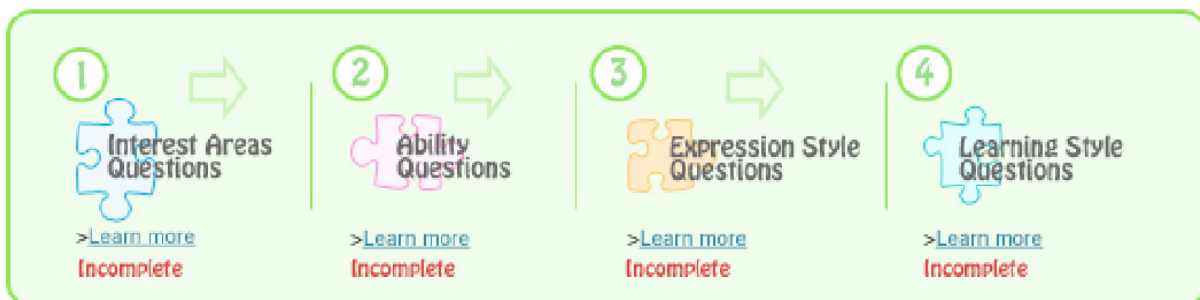 1
Interest Areas
Questions
>Learn more
Incomplete
2
Ability
Questions
>Learn more
Incomplete
3
Expression Style
Questions
>Learn more
Incomplete
4
Learning Style
Questions
>Learn more
Incomplete